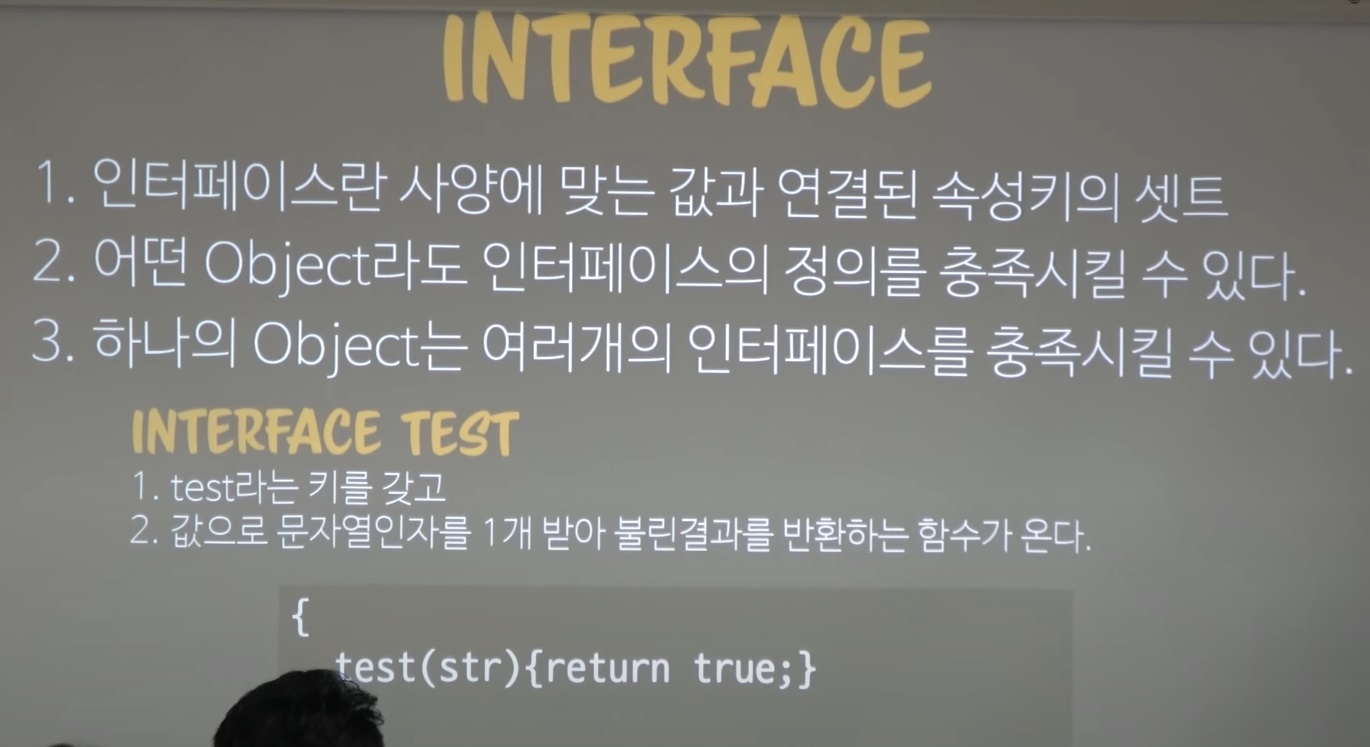 INTERFACE
1. 인터페이스란 사양에 맞는 값과 연결된 속성키의 셋트
2. 어떤 Object라도 인터페이스의 정의를 충족시킬 수 있다.
3. 하나의 Object는 여러개의 인터페이스를 충족시킬 수 있다.
INTERFACE TEST
1. test라는 키를 갖고
2. 값으로 문자열인자를 1개 받아 불린결과를 반환하는 함수가 온다.
{
test(str){return true;}